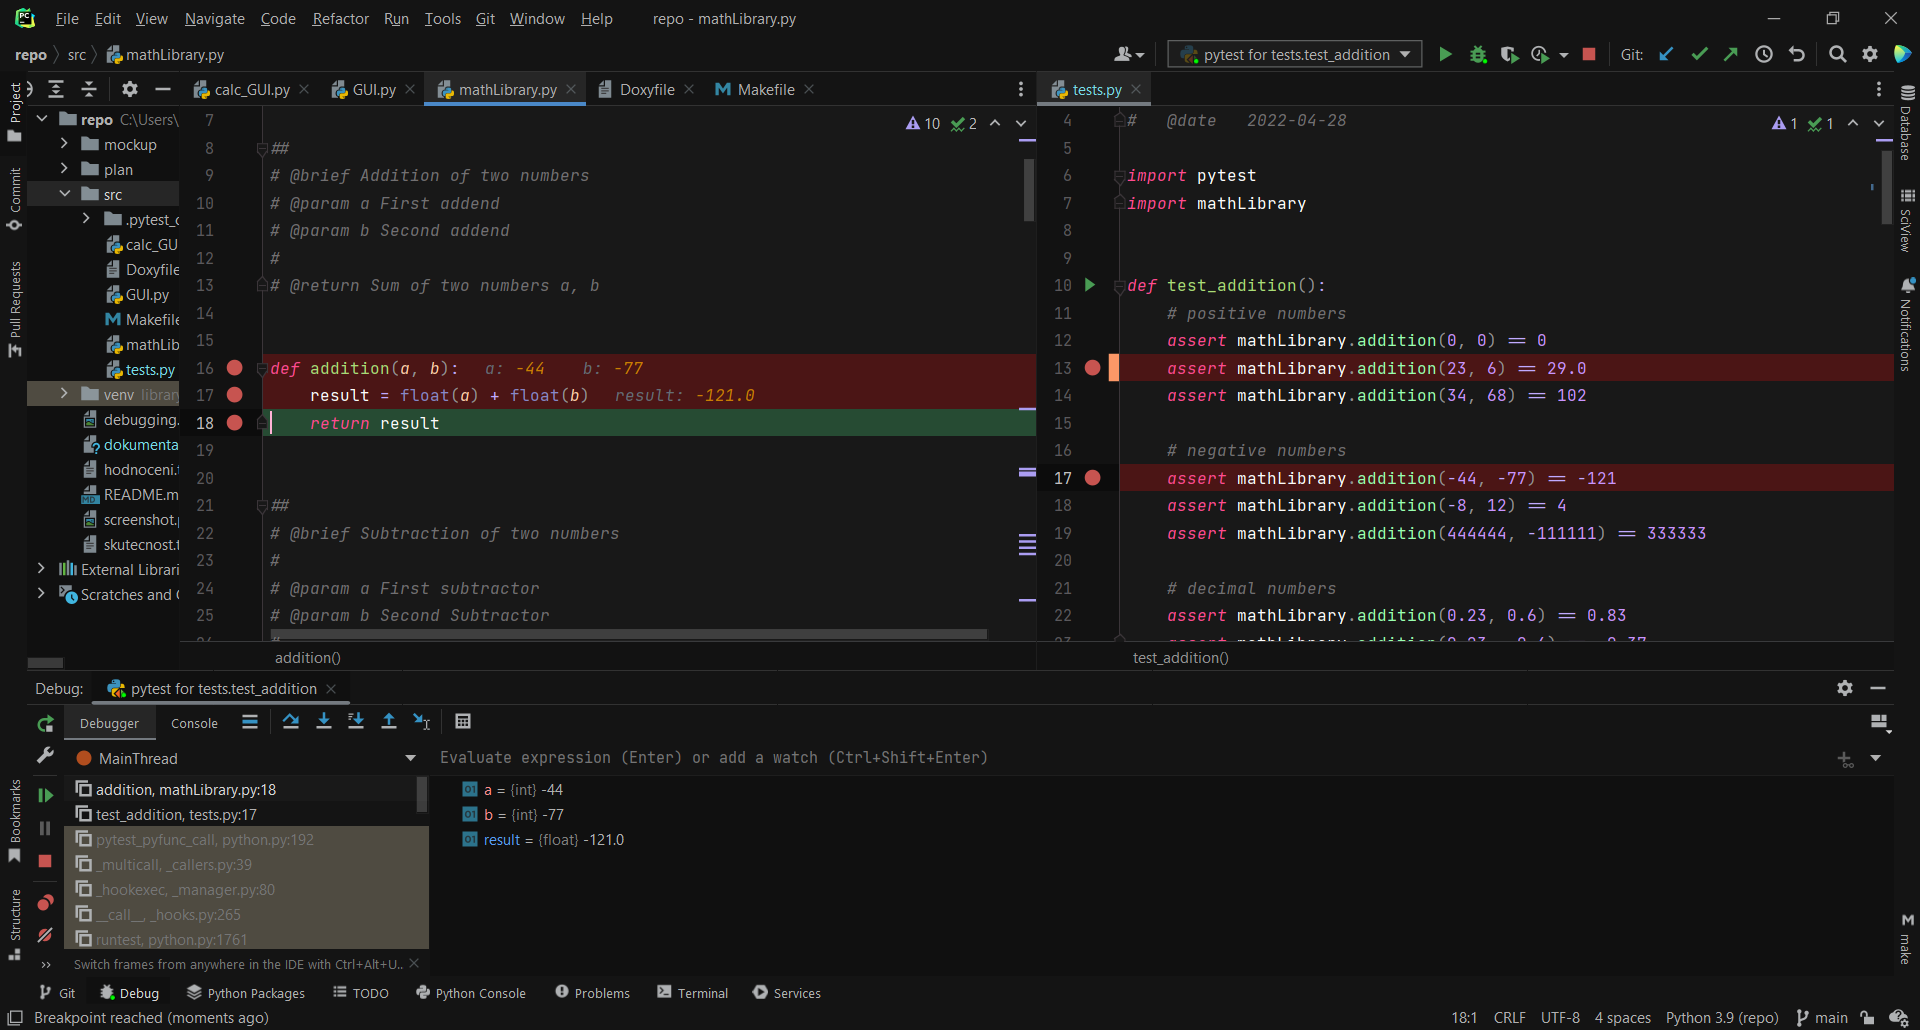 PC File Edit View Navigate Code Refactor Run Tools Git Window Help repo - mathLibrary.py
repo src mathLibrary.py
pytest for tests.test_addition
Git:
calc_GUI.py GUI.py mathLibrary.py Doxyfile Makefile
tests.py
Project
Commit
Pull Requests
Bookmarks
Structure
repo C:\Users\
mockup
plan
src
.pytest_c
calc_GU
Doxyfile
GUI.py
Makefile
mathLib
tests.py
venv library
debugging.
dokumenta
hodnoceni.t
README.m
screenshot.p
skutecnost.t
External Librari
Scratches and C
10 2
7
8 ##
9 # @brief Addition of two numbers
10 # @param a First addend
11 # @param b Second addend
12 #
13 # @return Sum of two numbers a, b
14
15
16 def addition(a, b): a: -44 b: -77
17 result = float(a) + float(b) result: -121.0
18 return result
19
20
21 ##
22 # @brief Subtraction of two numbers
23 #
24 # @param a First subtractor
25 # @param b Second Subtractor
addition()
1 1
4 # @date 2022-04-28
5
6 import pytest
7 import mathLibrary
8
9
10 def test_addition():
11 # positive numbers
12 assert mathLibrary.addition(0, 0) == 0
13 assert mathLibrary.addition(23, 6) == 29.0
14 assert mathLibrary.addition(34, 68) == 102
15
16 # negative numbers
17 assert mathLibrary.addition(-44, -77) == -121
18 assert mathLibrary.addition(-8, 12) == 4
19 assert mathLibrary.addition(444444, -111111) == 333333
20
21 # decimal numbers
22 assert mathLibrary.addition(0.23, 0.6) == 0.83
test_addition()
Database
SciView
Notifications
make
Debug: pytest for tests.test_addition
Debugger Console
MainThread
Evaluate expression (Enter) or add a watch (Ctrl+Shift+Enter)
addition, mathLibrary.py:18
test_addition, tests.py:17
pytest_pyfunc_call, python.py:192
_multicall, _callers.py:39
_hookexec, _manager.py:80
__call__, _hooks.py:265
runtest, python.py:1761
Switch frames from anywhere in the IDE with Ctrl+Alt+U..
01 a = {int} -44
01 b = {int} -77
01 result = {float} -121.0
Git Debug Python Packages TODO Python Console Problems Terminal Services
Breakpoint reached (moments ago)
18:1 CRLF UTF-8 4 spaces Python 3.9 (repo) main